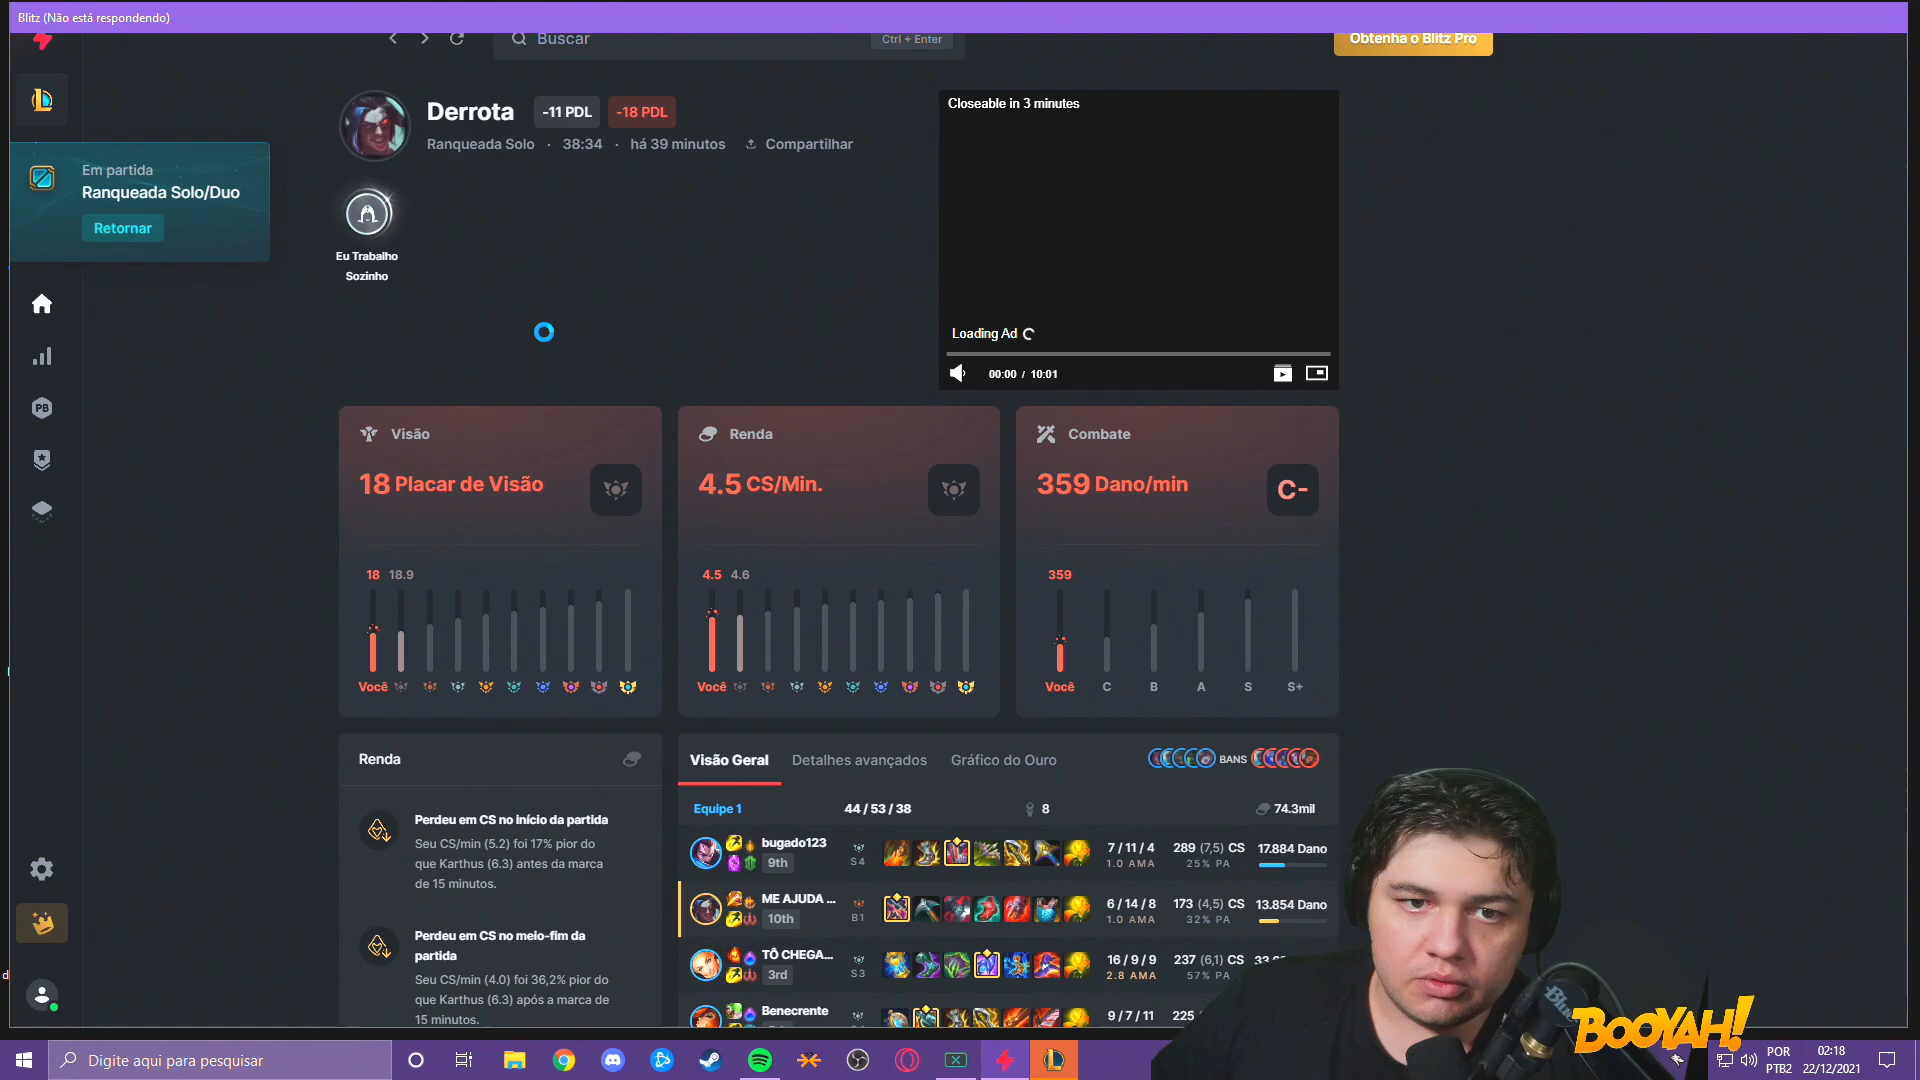 Blitz (Não está respondendo)
Buscar
Ctrl + Enter
Obtenha o Blitz Pro
Derrota
-11 PDL
-18 PDL
Ranqueada Solo · 38:34 · há 39 minutos
Compartilhar
Closeable in 3 minutes
Em partida
Ranqueada Solo/Duo
Retornar
Eu Trabalho
Sozinho
Loading Ad
00:00 / 10:01
PB
Visão
18 Placar de Visão
18 18.9
Você
Renda
4.5 CS/Min.
4.5 4.6
Você
Combate
359 Dano/min
C-
359
Você C B A S S+
Renda
Perdeu em CS no início da partida
Seu CS/min (5.2) foi 17% pior do
que Karthus (6.3) antes da marca
de 15 minutos.
Perdeu em CS no meio-fim da
partida
Seu CS/min (4.0) foi 36,2% pior do
que Karthus (6.3) após a marca de
15 minutos.
Visão Geral
Detalhes avançados
Gráfico do Ouro
BANS
Equipe 1
44 / 53 / 38
8
74.3mil
bugado123
9th
S4
7 / 11 / 4
1.0 AMA
289 (7,5) CS
25% PA
17.884 Dano
ME AJUDA ...
10th
B1
6 / 14 / 8
1.0 AMA
173 (4,5) CS
32% PA
13.854 Dano
TÔ CHEGA...
3rd
S3
16 / 9 / 9
2.8 AMA
237 (6,1) CS
57% PA
Benecrente
9 / 7 / 11
225
BOOYAH!
Digite aqui para pesquisar
POR
PTB2
02:18
22/12/2021